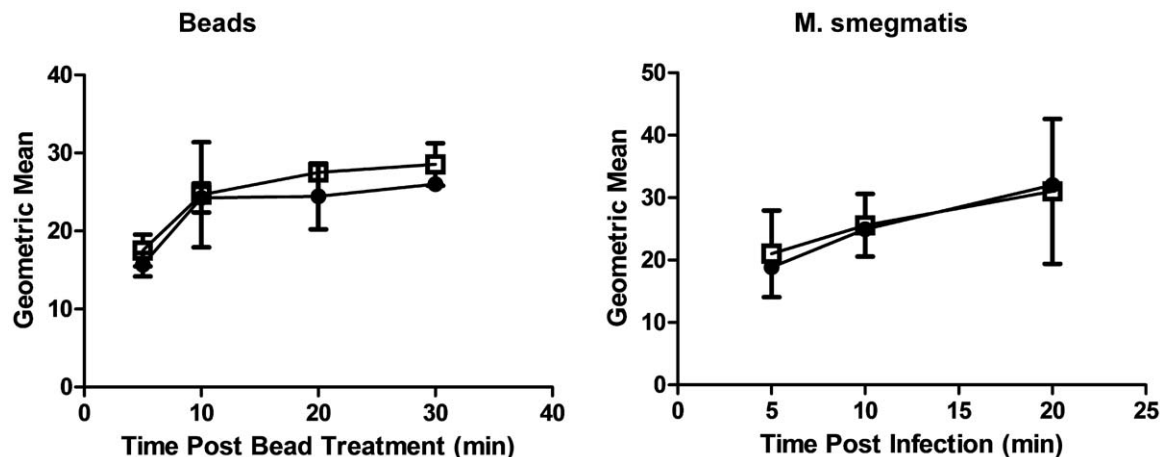 Beads
Geometric Mean
40
30
20
10
0
0 10 20 30 40
Time Post Bead Treatment (min)
M. smegmatis
Geometric Mean
50
40
30
20
10
0
0 5 10 15 20 25
Time Post Infection (min)